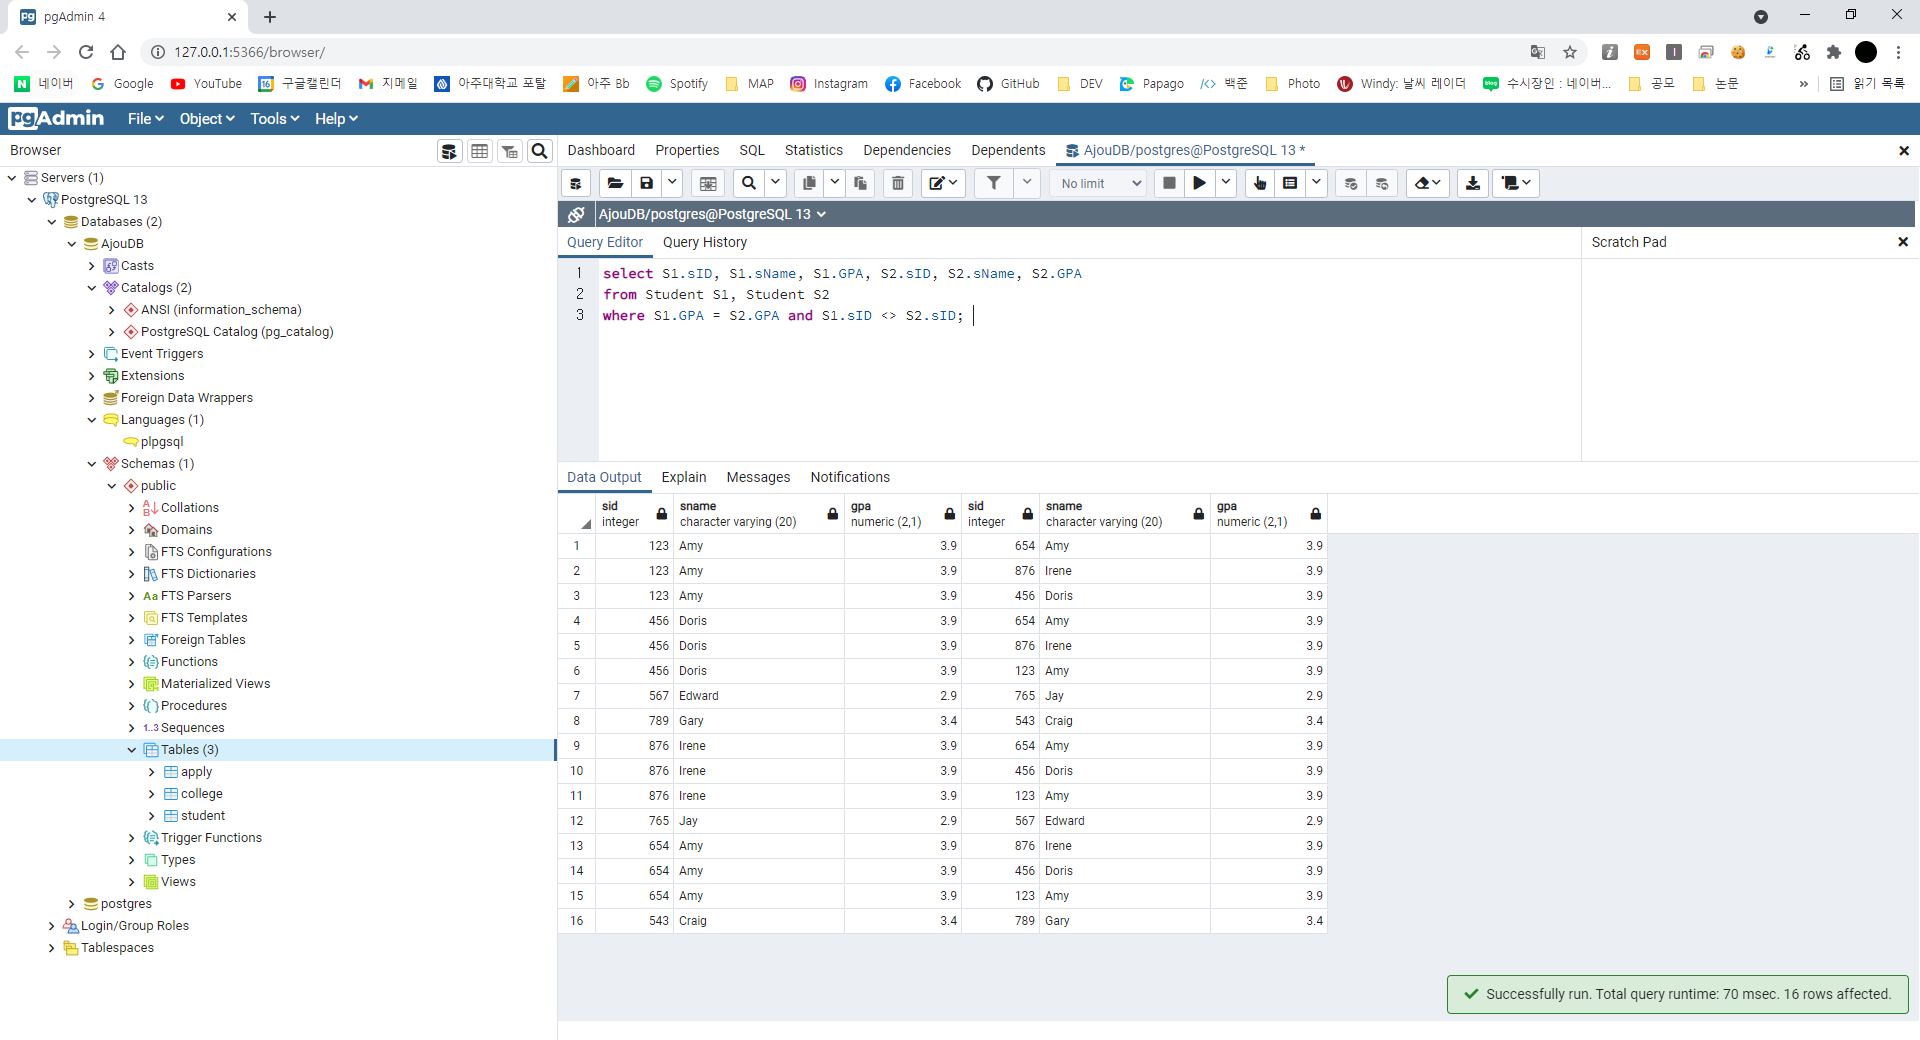 pgAdmin 4
127.0.0.1:5366/browser/
네이버 Google YouTube 구글캘린더 지메일 아주대학교 포탈 아주 Bb Spotify MAP Instagram Facebook GitHub DEV Papago 백준 Photo Windy: 날씨 레이더 수시장인 : 네이버... 공모 논문 » 읽기 목록
pgAdmin File Object Tools Help
Browser
Servers (1)
PostgreSQL 13
Databases (2)
AjouDB
Casts
Catalogs (2)
ANSI (information_schema)
PostgreSQL Catalog (pg_catalog)
Event Triggers
Extensions
Foreign Data Wrappers
Languages (1)
plpgsql
Schemas (1)
public
Collations
Domains
FTS Configurations
FTS Dictionaries
Aa FTS Parsers
FTS Templates
Foreign Tables
Functions
Materialized Views
Procedures
1..3 Sequences
Tables (3)
apply
college
student
Trigger Functions
Types
Views
postgres
Login/Group Roles
Tablespaces
Dashboard Properties SQL Statistics Dependencies Dependents AjouDB/postgres@PostgreSQL 13 *
No limit
AjouDB/postgres@PostgreSQL 13
Query Editor Query History Scratch Pad
1 select S1.sID, S1.sName, S1.GPA, S2.sID, S2.sName, S2.GPA
2 from Student S1, Student S2
3 where S1.GPA = S2.GPA and S1.sID <> S2.sID;
Data Output Explain Messages Notifications
sid sname gpa sid sname gpa
integer character varying (20) numeric (2,1) integer character varying (20) numeric (2,1)
1 123 Amy 3.9 654 Amy 3.9
2 123 Amy 3.9 876 Irene 3.9
3 123 Amy 3.9 456 Doris 3.9
4 456 Doris 3.9 654 Amy 3.9
5 456 Doris 3.9 876 Irene 3.9
6 456 Doris 3.9 123 Amy 3.9
7 567 Edward 2.9 765 Jay 2.9
8 789 Gary 3.4 543 Craig 3.4
9 876 Irene 3.9 654 Amy 3.9
10 876 Irene 3.9 456 Doris 3.9
11 876 Irene 3.9 123 Amy 3.9
12 765 Jay 2.9 567 Edward 2.9
13 654 Amy 3.9 876 Irene 3.9
14 654 Amy 3.9 456 Doris 3.9
15 654 Amy 3.9 123 Amy 3.9
16 543 Craig 3.4 789 Gary 3.4
Successfully run. Total query runtime: 70 msec. 16 rows affected.